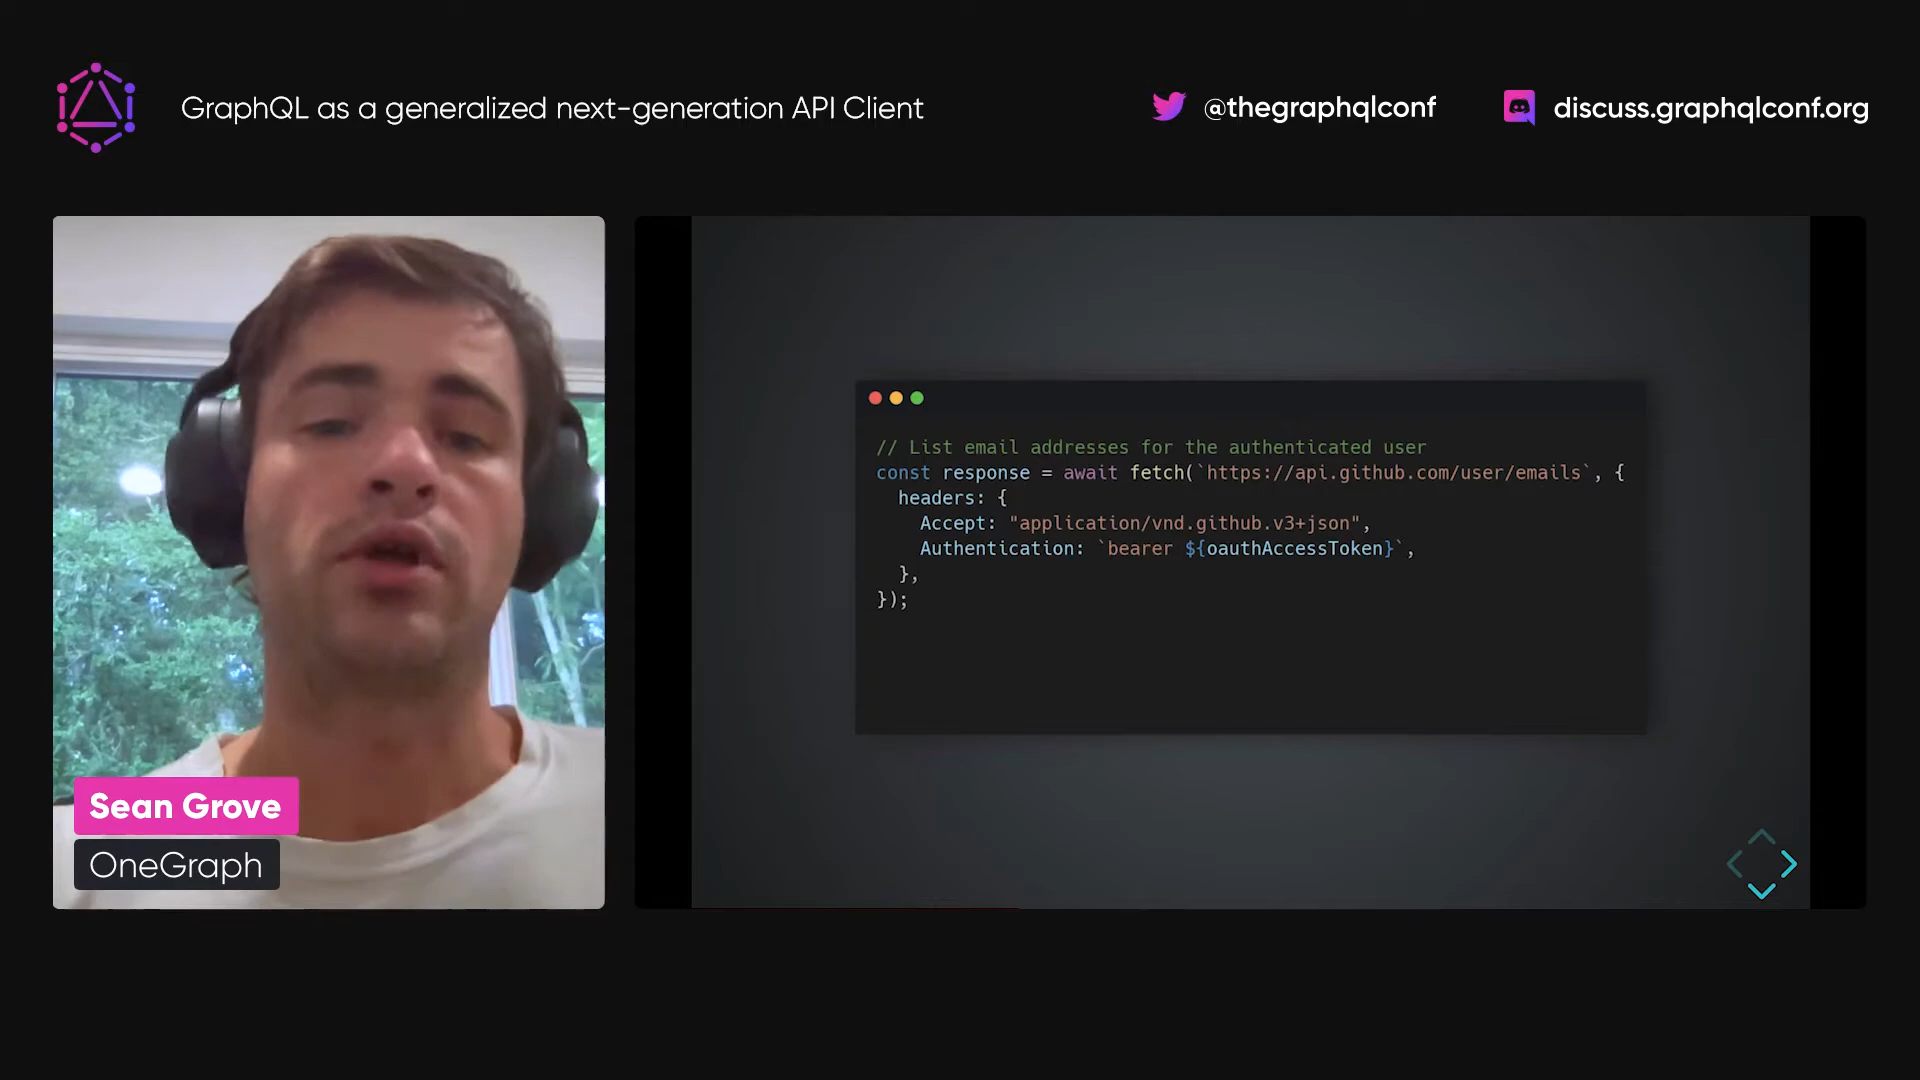 GraphQL as a generalized next-generation API Client
@thegraphqlconf
discuss.graphqlconf.org
// List email addresses for the authenticated user
const response = await fetch(`https://api.github.com/user/emails`, {
  headers: {
    Accept: "application/vnd.github.v3+json",
    Authentication: `bearer ${oauthAccessToken}`,
  },
});
Sean Grove
OneGraph